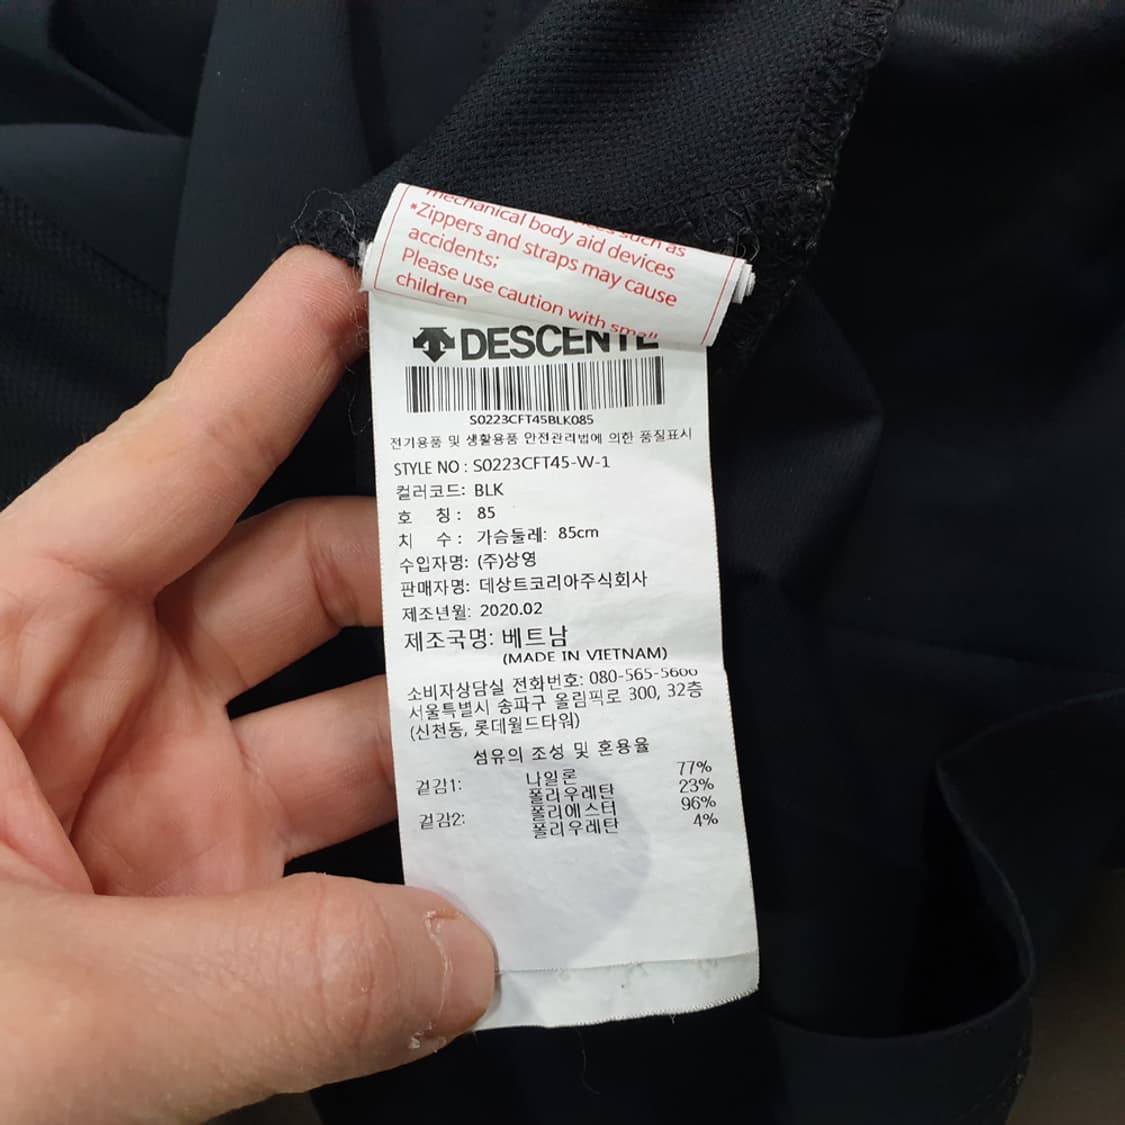 mechanical body aid devices such as
*Zippers and straps may cause
accidents;
Please use caution with small
children
DESCENTE
S0223CFT45BLK085
전기용품 및 생활용품 안전관리법에 의한 품질표시
STYLE NO : S0223CFT45-W-1
컬러코드: BLK
호 칭 : 85
치 수 : 가슴둘레: 85cm
수입자명: (주)상영
판매자명: 데상트코리아주식회사
제조년월: 2020.02
제조국명: 베트남
(MADE IN VIETNAM)
소비자상담실 전화번호: 080-565-5600
서울특별시 송파구 올림픽로 300, 32층
(신천동, 롯데월드타워)
섬유의 조성 및 혼용율
겉감1: 나일론 77%
폴리우레탄 23%
겉감2: 폴리에스터 96%
폴리우레탄 4%